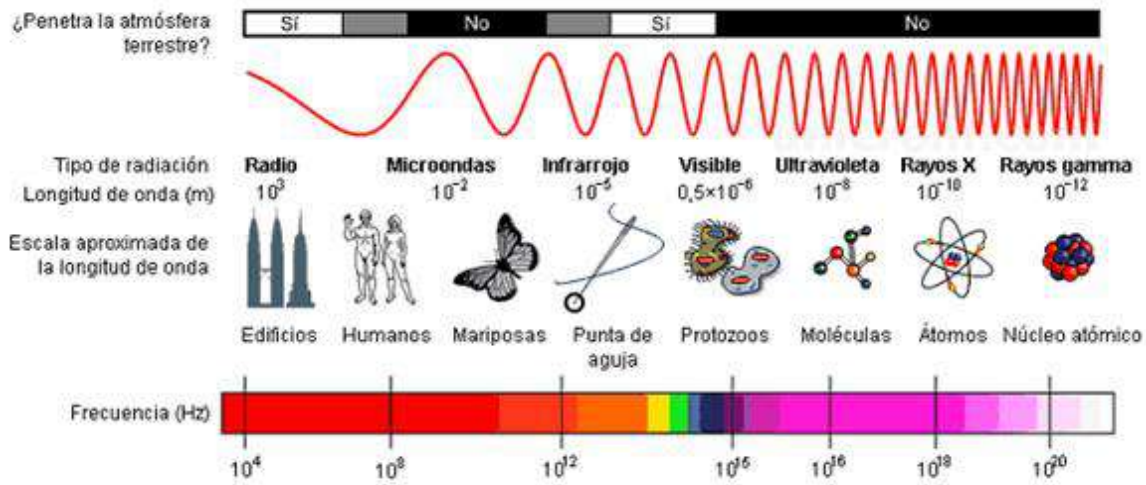 ¿Penetra la atmósfera
terrestre?
Sí No Sí No
Tipo de radiación Radio Microondas Infrarrojo Visible Ultravioleta Rayos X Rayos gamma
Longitud de onda (m) 10³ 10⁻² 10⁻⁵ 0,5×10⁻⁶ 10⁻⁸ 10⁻¹⁰ 10⁻¹²
Escala aproximada de
la longitud de onda
Edificios Humanos Mariposas Punta de aguja Protozoos Moléculas Átomos Núcleo atómico
Frecuencia (Hz)
10⁴ 10⁸ 10¹² 10¹⁵ 10¹⁶ 10¹⁸ 10²⁰